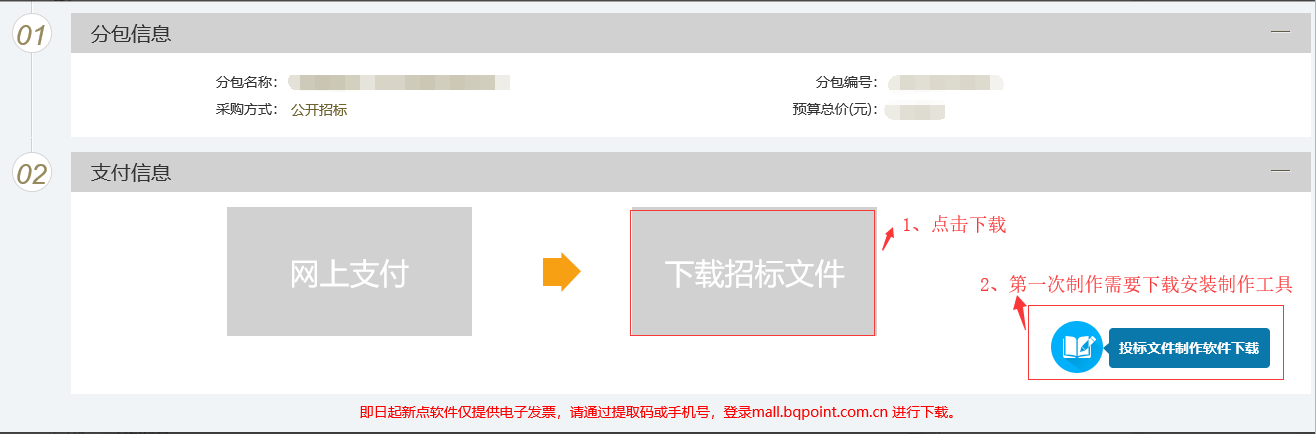 01 分包信息
分包名称： 分包编号：
采购方式： 公开招标 预算总价(元)：
02 支付信息
网上支付 下载招标文件 1、点击下载
2、第一次制作需要下载安装制作工具
投标文件制作软件下载
即日起新点软件仅提供电子发票，请通过提取码或手机号，登录mall.bqpoint.com.cn 进行下载。